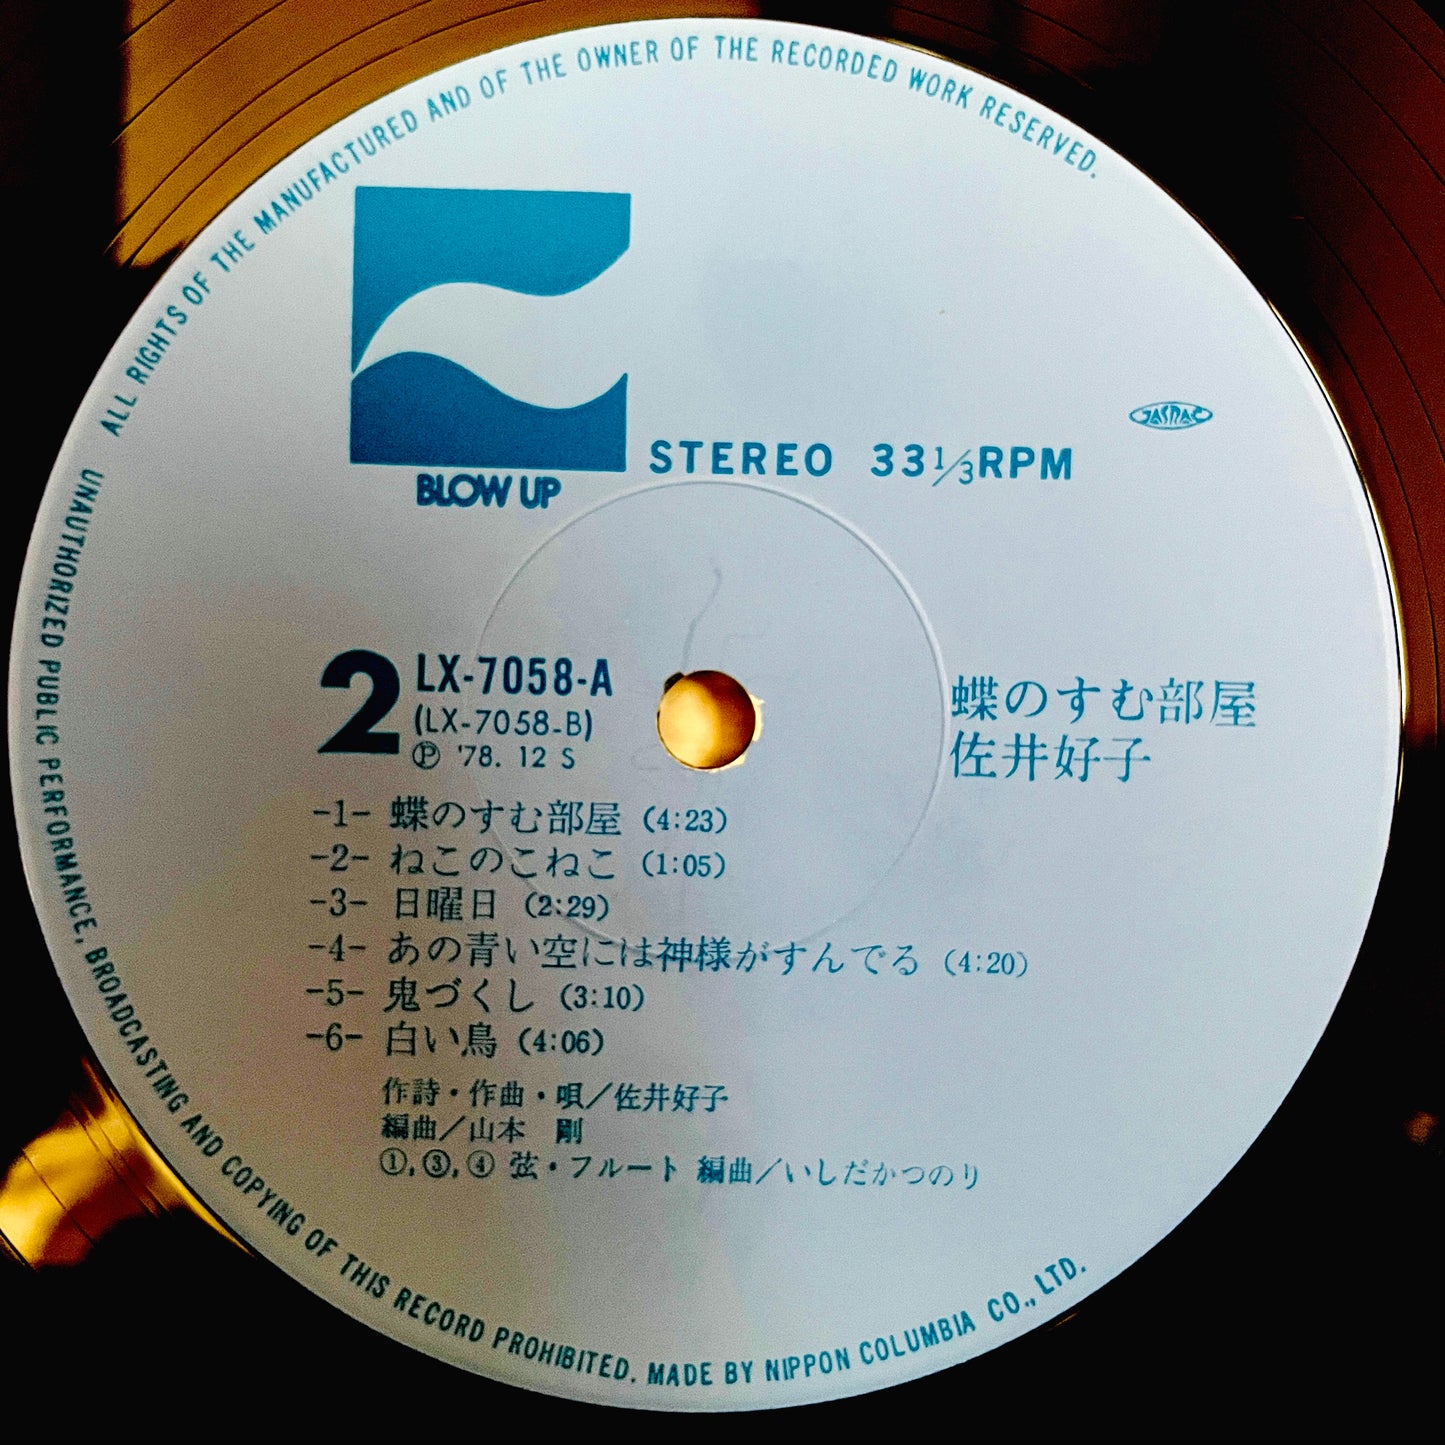 ALL RIGHTS OF THE MANUFACTURED AND OF THE OWNER OF THE RECORDED WORK RESERVED.
BLOW UP
STEREO 33 1/3 RPM
JASRAC
2
LX-7058-A
(LX-7058-B)
Ⓟ '78. 12 S
蝶のすむ部屋
佐井好子
-1- 蝶のすむ部屋 (4:23)
-2- ねこのこねこ (1:05)
-3- 日曜日 (2:29)
-4- あの青い空には神様がすんでる (4:20)
-5- 鬼づくし (3:10)
-6- 白い鳥 (4:06)
作詩・作曲・唄／佐井好子
編曲／山本 剛
①,③,④ 弦・フルート 編曲／いしだかつのり
UNAUTHORIZED PUBLIC PERFORMANCE, BROADCASTING AND COPYING OF THIS RECORD PROHIBITED. MADE BY NIPPON COLUMBIA CO., LTD.